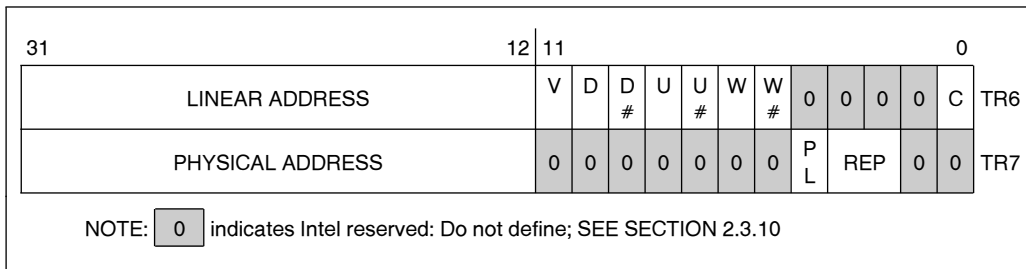 31 12 11 0
LINEAR ADDRESS V D D# U U# W W# 0 0 0 0 C TR6
PHYSICAL ADDRESS 0 0 0 0 0 0 0 PL REP 0 0 TR7
NOTE: 0 indicates Intel reserved: Do not define; SEE SECTION 2.3.10